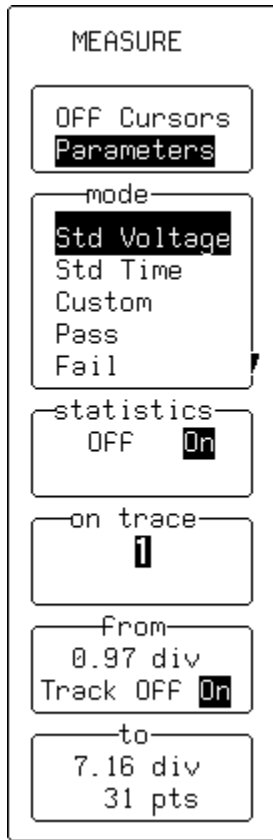 MEASURE
OFF Cursors
Parameters
mode
Std Voltage
Std Time
Custom
Pass
Fail
statistics
OFF On
on trace
1
from
0.97 div
Track OFF On
to
7.16 div
31 pts